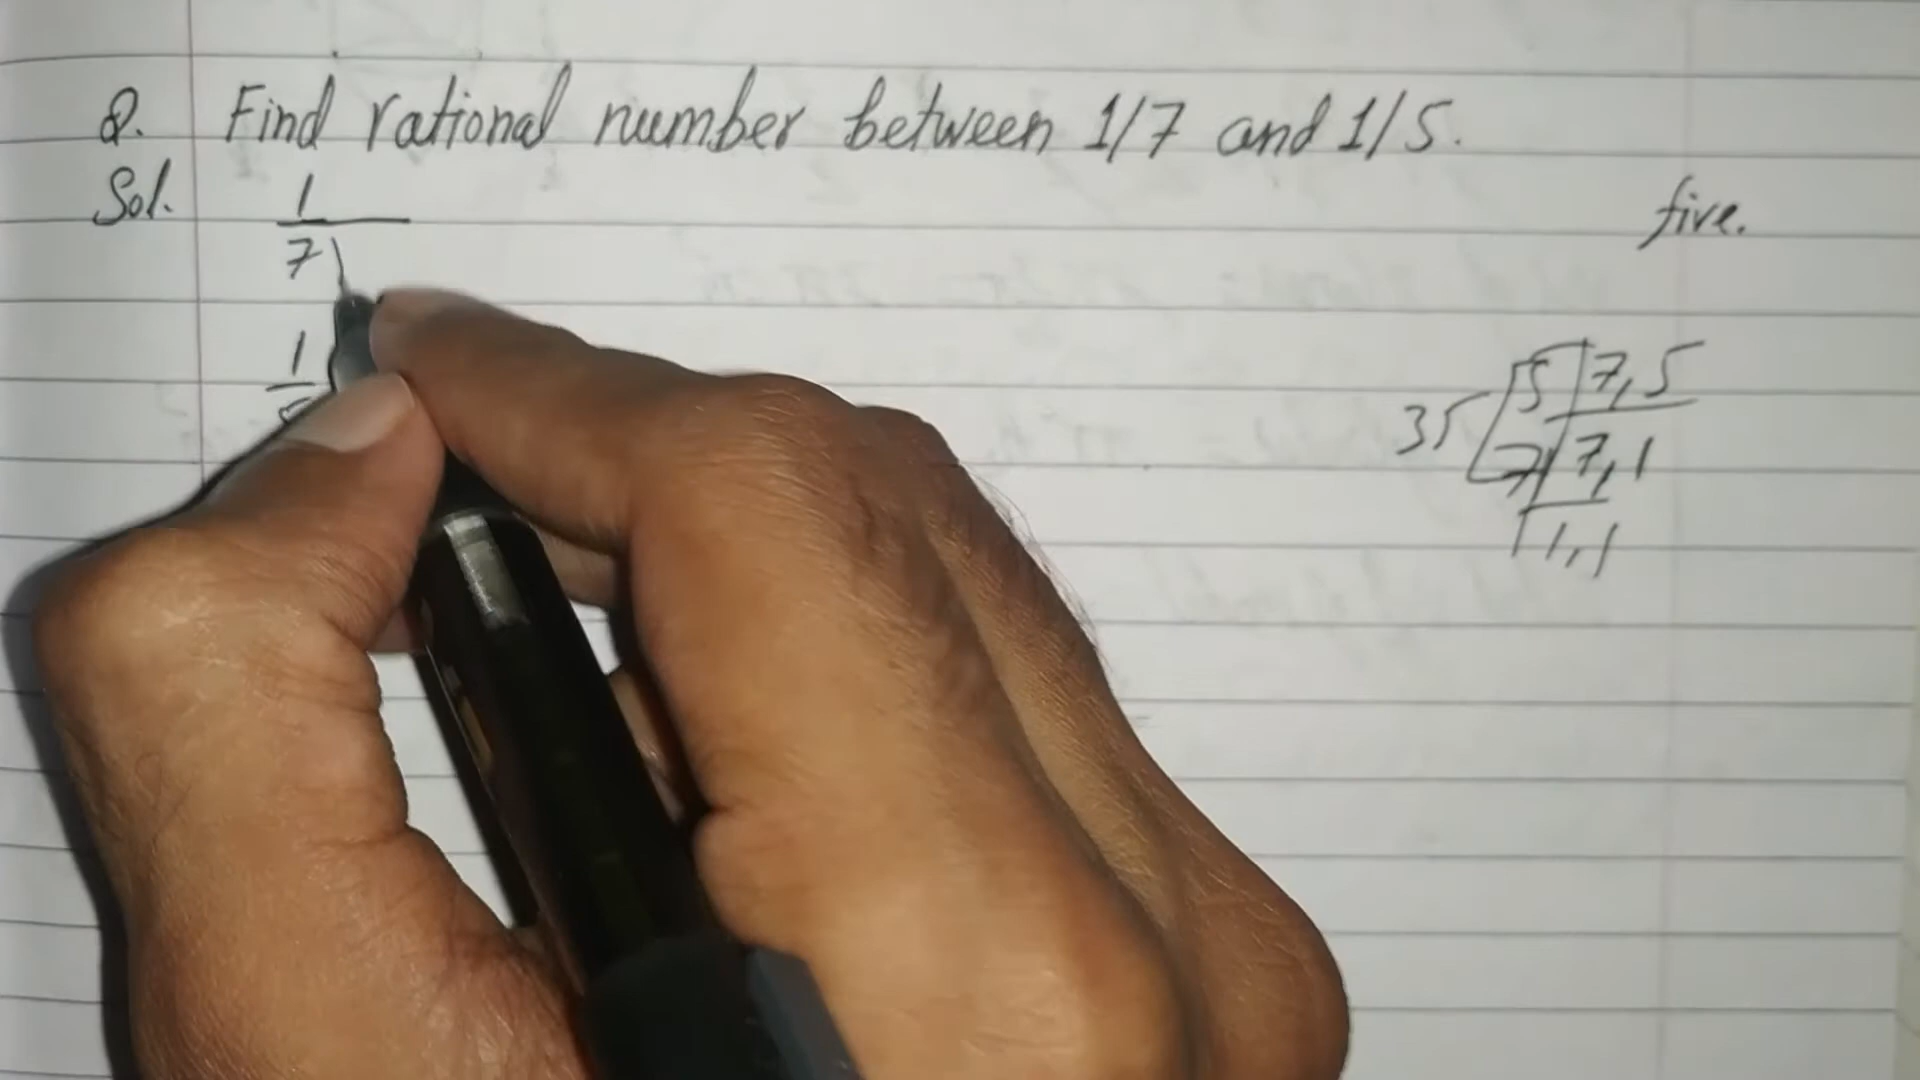 Q. Find rational number between 1/7 and 1/5.
Sol.
five.
1
7
1
5
5 7, 5
35
7 7, 1
1, 1